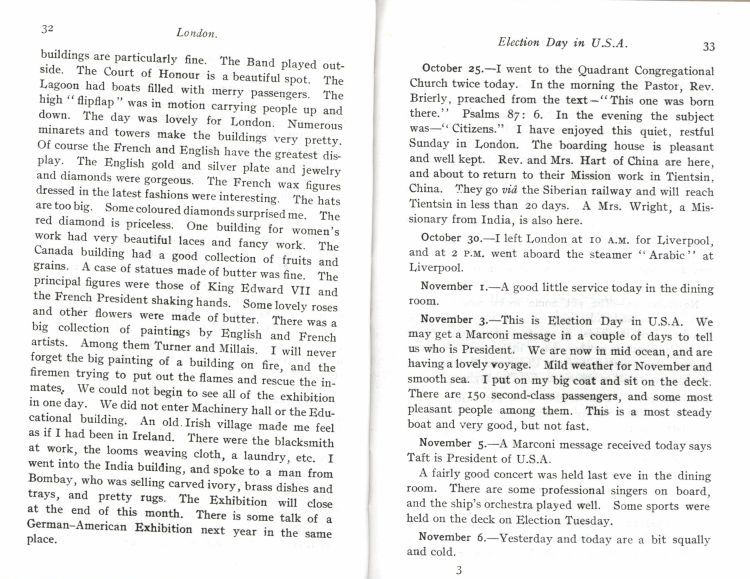 32
London.
buildings are particularly fine. The Band played out-
side. The Court of Honour is a beautiful spot. The
Lagoon had boats filled with merry passengers. The
high "flipflap" was in motion carrying people up and
down. The day was lovely for London. Numerous
minarets and towers make the buildings very pretty.
Of course the French and English have the greatest dis-
play. The English gold and silver plate and jewelry
and diamonds were gorgeous. The French wax figures
dressed in the latest fashions were interesting. The hats
are too big. Some coloured diamonds surprised me. The
red diamond is priceless. One building for women's
work had very beautiful laces and fancy work. The
Canada building had a good collection of fruits and
grains. A case of statues made of butter was fine. The
principal figures were those of King Edward VII and
the French President shaking hands. Some lovely roses
and other flowers were made of butter. There was a
big collection of paintings by English and French
artists. Among them Turner and Millais. I will never
forget the big painting of a building on fire, and the
firemen trying to put out the flames and rescue the in-
mates. We could not begin to see all of the exhibition
in one day. We did not enter Machinery hall or the Edu-
cational building. An old Irish village made me feel
as if I had been in Ireland. There were the blacksmith
at work, the looms weaving cloth, a laundry, etc. I
went into the India building, and spoke to a man from
Bombay, who was selling carved ivory, brass dishes and
trays, and pretty rugs. The Exhibition will close
at the end of this month. There is some talk of a
German-American Exhibition next year in the same
place.
Election Day in U.S.A.
33
October 25.—I went to the Quadrant Congregational
Church twice today. In the morning the Pastor, Rev.
Brierly, preached from the text—"This one was born
there." Psalms 87: 6. In the evening the subject
was—"Citizens." I have enjoyed this quiet, restful
Sunday in London. The boarding house is pleasant
and well kept. Rev. and Mrs. Hart of China are here,
and about to return to their Mission work in Tientsin,
China. They go viâ the Siberian railway and will reach
Tientsin in less than 20 days. A Mrs. Wright, a Mis-
sionary from India, is also here.
October 30.—I left London at 10 A.M. for Liverpool,
and at 2 P.M. went aboard the steamer "Arabic" at
Liverpool.
November 1.—A good little service today in the dining
room.
November 3.—This is Election Day in U.S.A. We
may get a Marconi message in a couple of days to tell
us who is President. We are now in mid ocean, and are
having a lovely voyage. Mild weather for November and
smooth sea. I put on my big coat and sit on the deck.
There are 150 second-class passengers, and some most
pleasant people among them. This is a most steady
boat and very good, but not fast.
November 5.—A Marconi message received today says
Taft is President of U.S.A.
A fairly good concert was held last eve in the dining
room. There are some professional singers on board,
and the ship's orchestra played well. Some sports were
held on the deck on Election Tuesday.
November 6.—Yesterday and today are a bit squally
and cold.
3